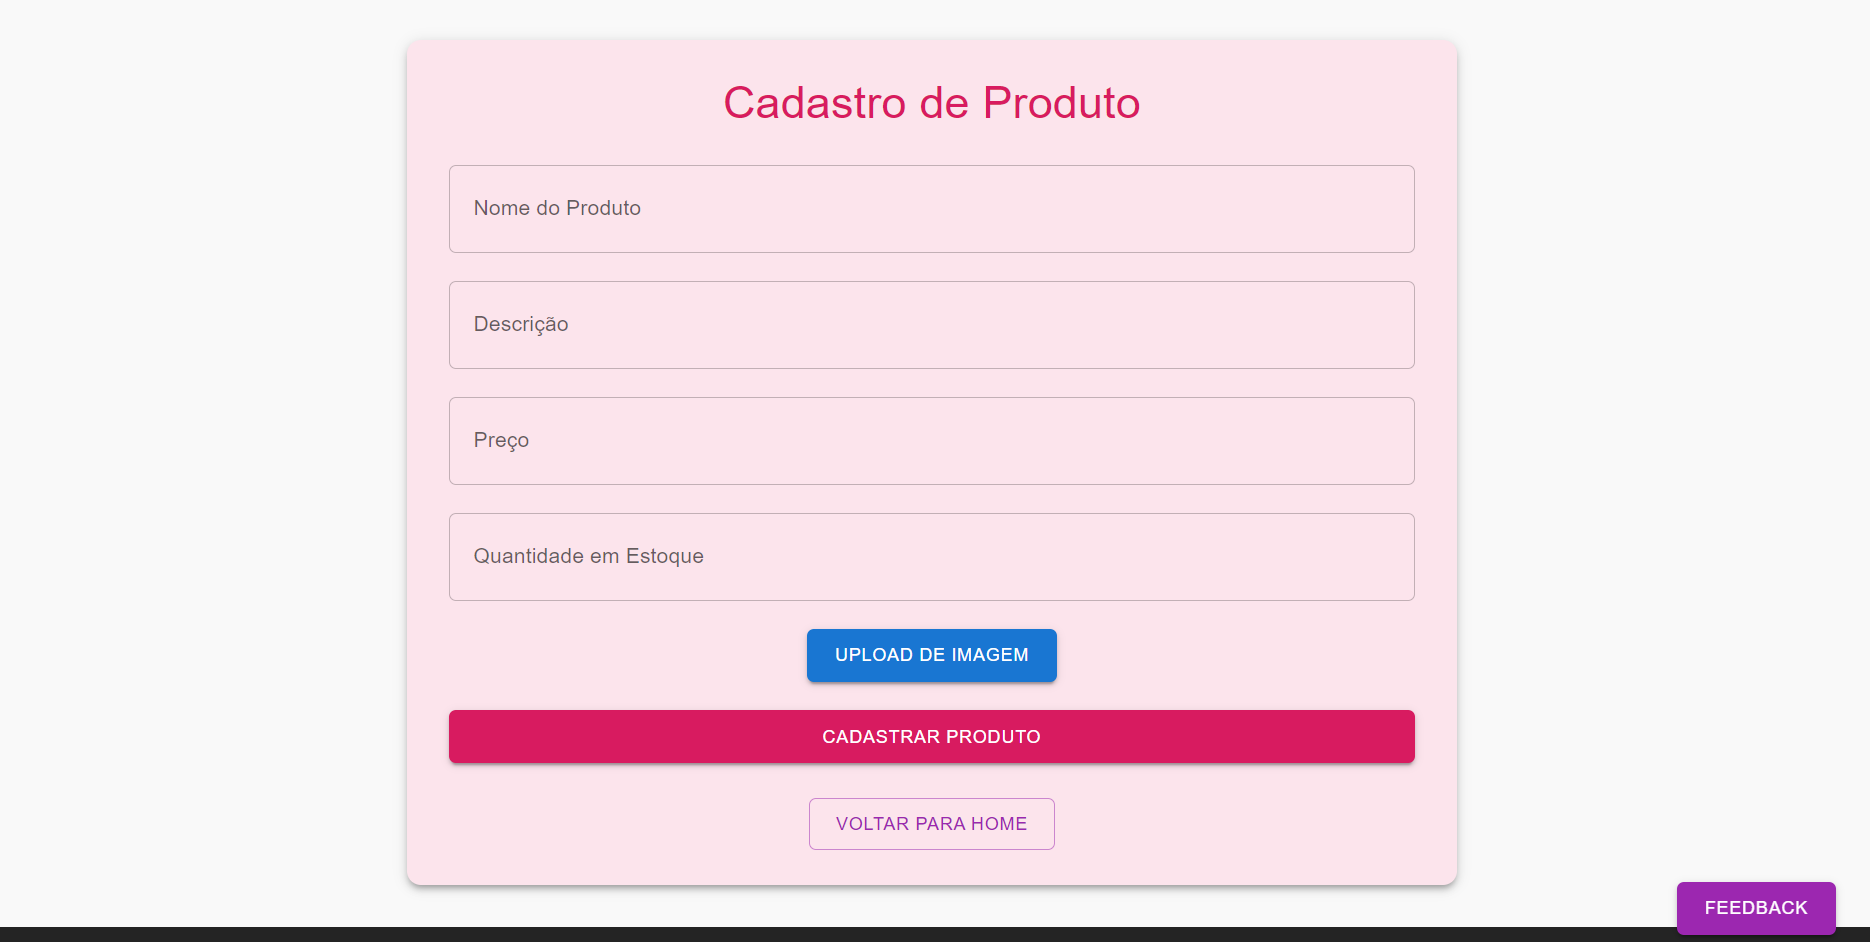 Cadastro de Produto
Nome do Produto
Descrição
Preço
Quantidade em Estoque
UPLOAD DE IMAGEM
CADASTRAR PRODUTO
VOLTAR PARA HOME
FEEDBACK